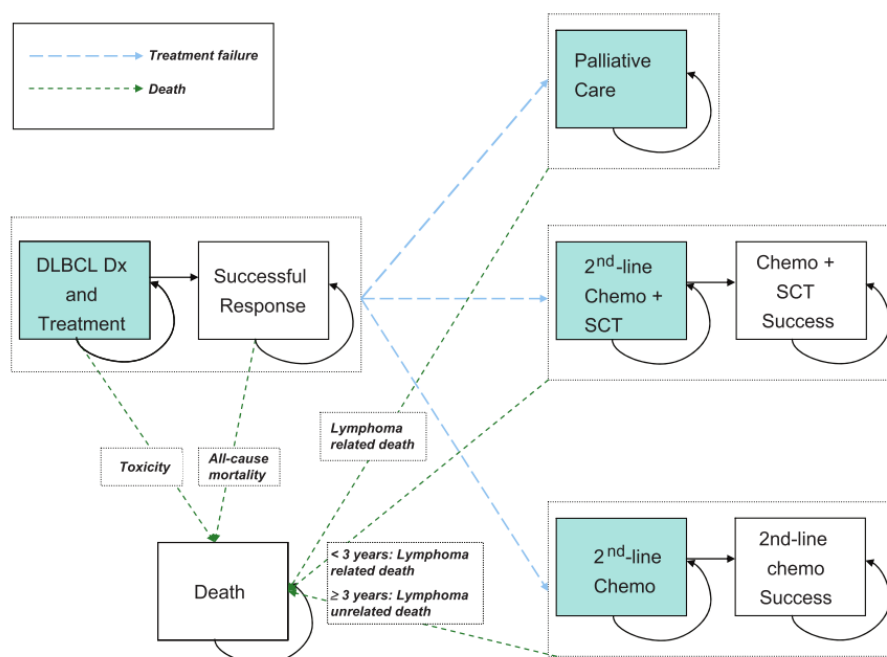 Treatment failure
Death
Palliative
Care
DLBCL Dx
and
Treatment
Successful
Response
2nd-line
Chemo +
SCT
Chemo +
SCT
Success
Lymphoma
related death
Toxicity
All-cause
mortality
Death
< 3 years: Lymphoma
related death
≥ 3 years: Lymphoma
unrelated death
2nd-line
Chemo
2nd-line
chemo
Success